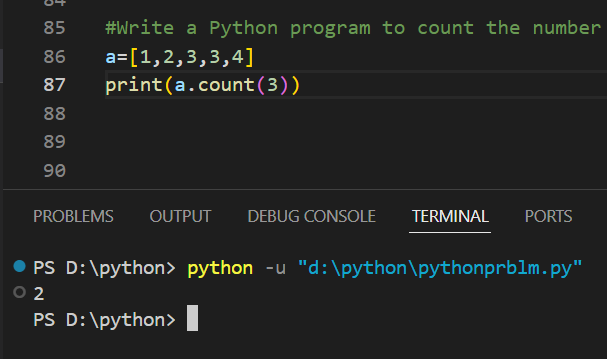 85 #Write a Python program to count the number
86 a=[1,2,3,3,4]
87 print(a.count(3))
88
89
90
PROBLEMS OUTPUT DEBUG CONSOLE TERMINAL PORTS
PS D:\python> python -u "d:\python\pythonprblm.py"
2
PS D:\python>